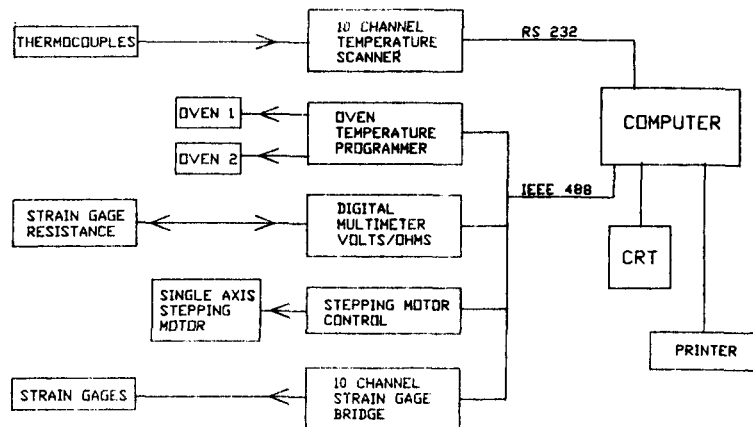 THERMOCOUPLES
10 CHANNEL
TEMPERATURE
SCANNER
RS 232
COMPUTER
OVEN 1
OVEN 2
OVEN
TEMPERATURE
PROGRAMMER
IEEE 488
STRAIN GAGE
RESISTANCE
DIGITAL
MULTIMETER
VOLTS/OHMS
CRT
SINGLE AXIS
STEPPING
MOTOR
STEPPING MOTOR
CONTROL
PRINTER
STRAIN GAGES
10 CHANNEL
STRAIN GAGE
BRIDGE